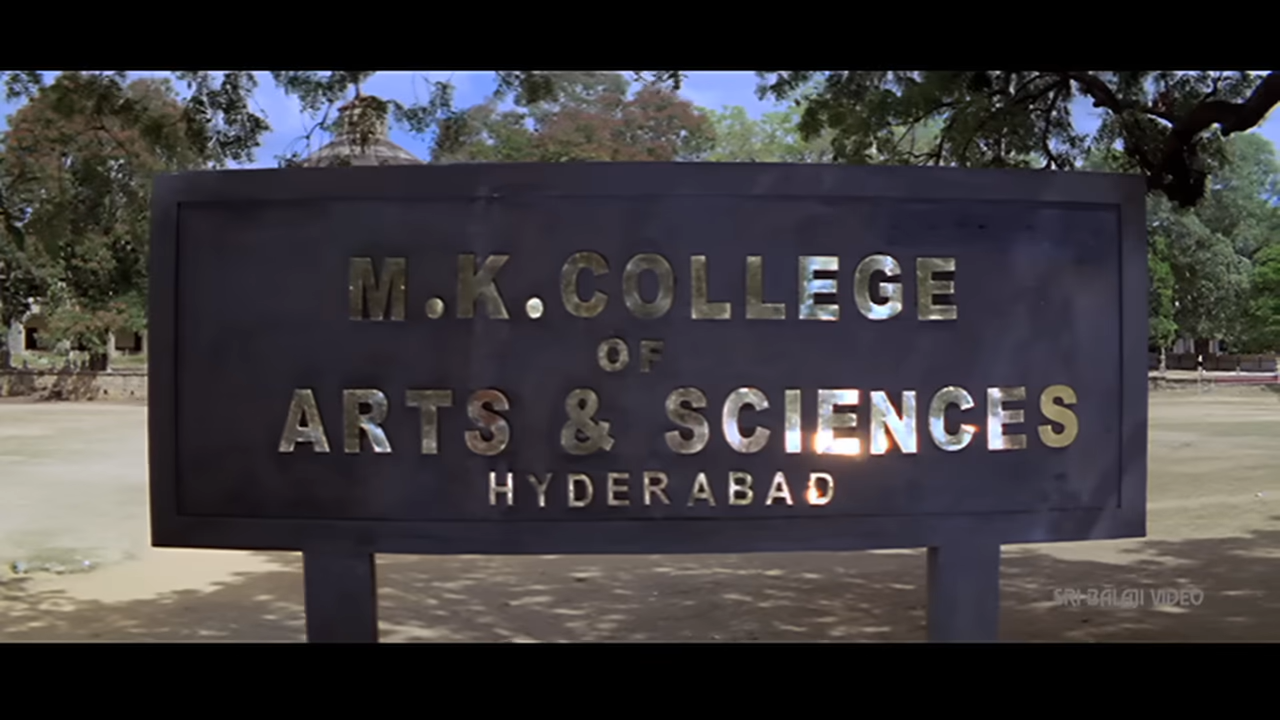 M.K.COLLEGE
OF
ARTS & SCIENCES
HYDERABAD
SRI BALAJI VIDEO